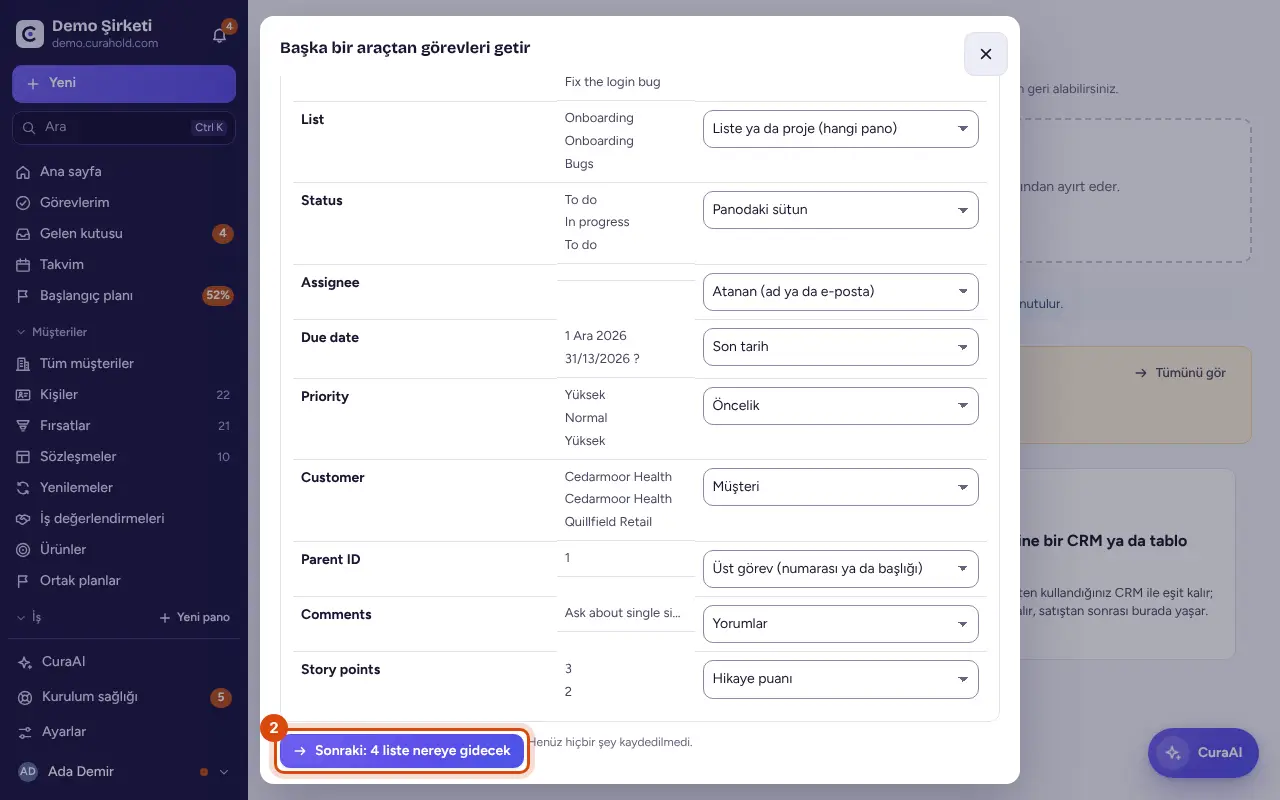 Demo Şirketi
demo.curahold.com
4
Yeni
Ara
Ctrl K
Ana sayfa
Görevlerim
Gelen kutusu
4
Takvim
Başlangıç planı
52%
Müşteriler
Tüm müşteriler
Kişiler
22
Fırsatlar
21
Sözleşmeler
10
Yenilemeler
İş değerlendirmeleri
Ürünler
Ortak planlar
İş
Yeni pano
CuraAI
Kurulum sağlığı
5
Ayarlar
AD
Ada Demir
Başka bir araçtan görevleri getir
Fix the login bug
List
Onboarding
Onboarding
Bugs
Liste ya da proje (hangi pano)
Status
To do
In progress
To do
Panodaki sütun
Assignee
Atanan (ad ya da e-posta)
Due date
1 Ara 2026
31/13/2026 ?
Son tarih
Priority
Yüksek
Normal
Yüksek
Öncelik
Customer
Cedarmoor Health
Cedarmoor Health
Quillfield Retail
Müşteri
Parent ID
1
Üst görev (numarası ya da başlığı)
Comments
Ask about single si...
Yorumlar
Story points
3
2
Hikaye puanı
2
Sonraki: 4 liste nereye gidecek
Henüz hiçbir şey kaydedilmedi.
geri alabilirsiniz.
ından ayırt eder.
nutulur.
Tümünü gör
ine bir CRM ya da tablo
ten kullandığınız CRM ile eşit kalır;
alır, satıştan sonrası burada yaşar.
CuraAI